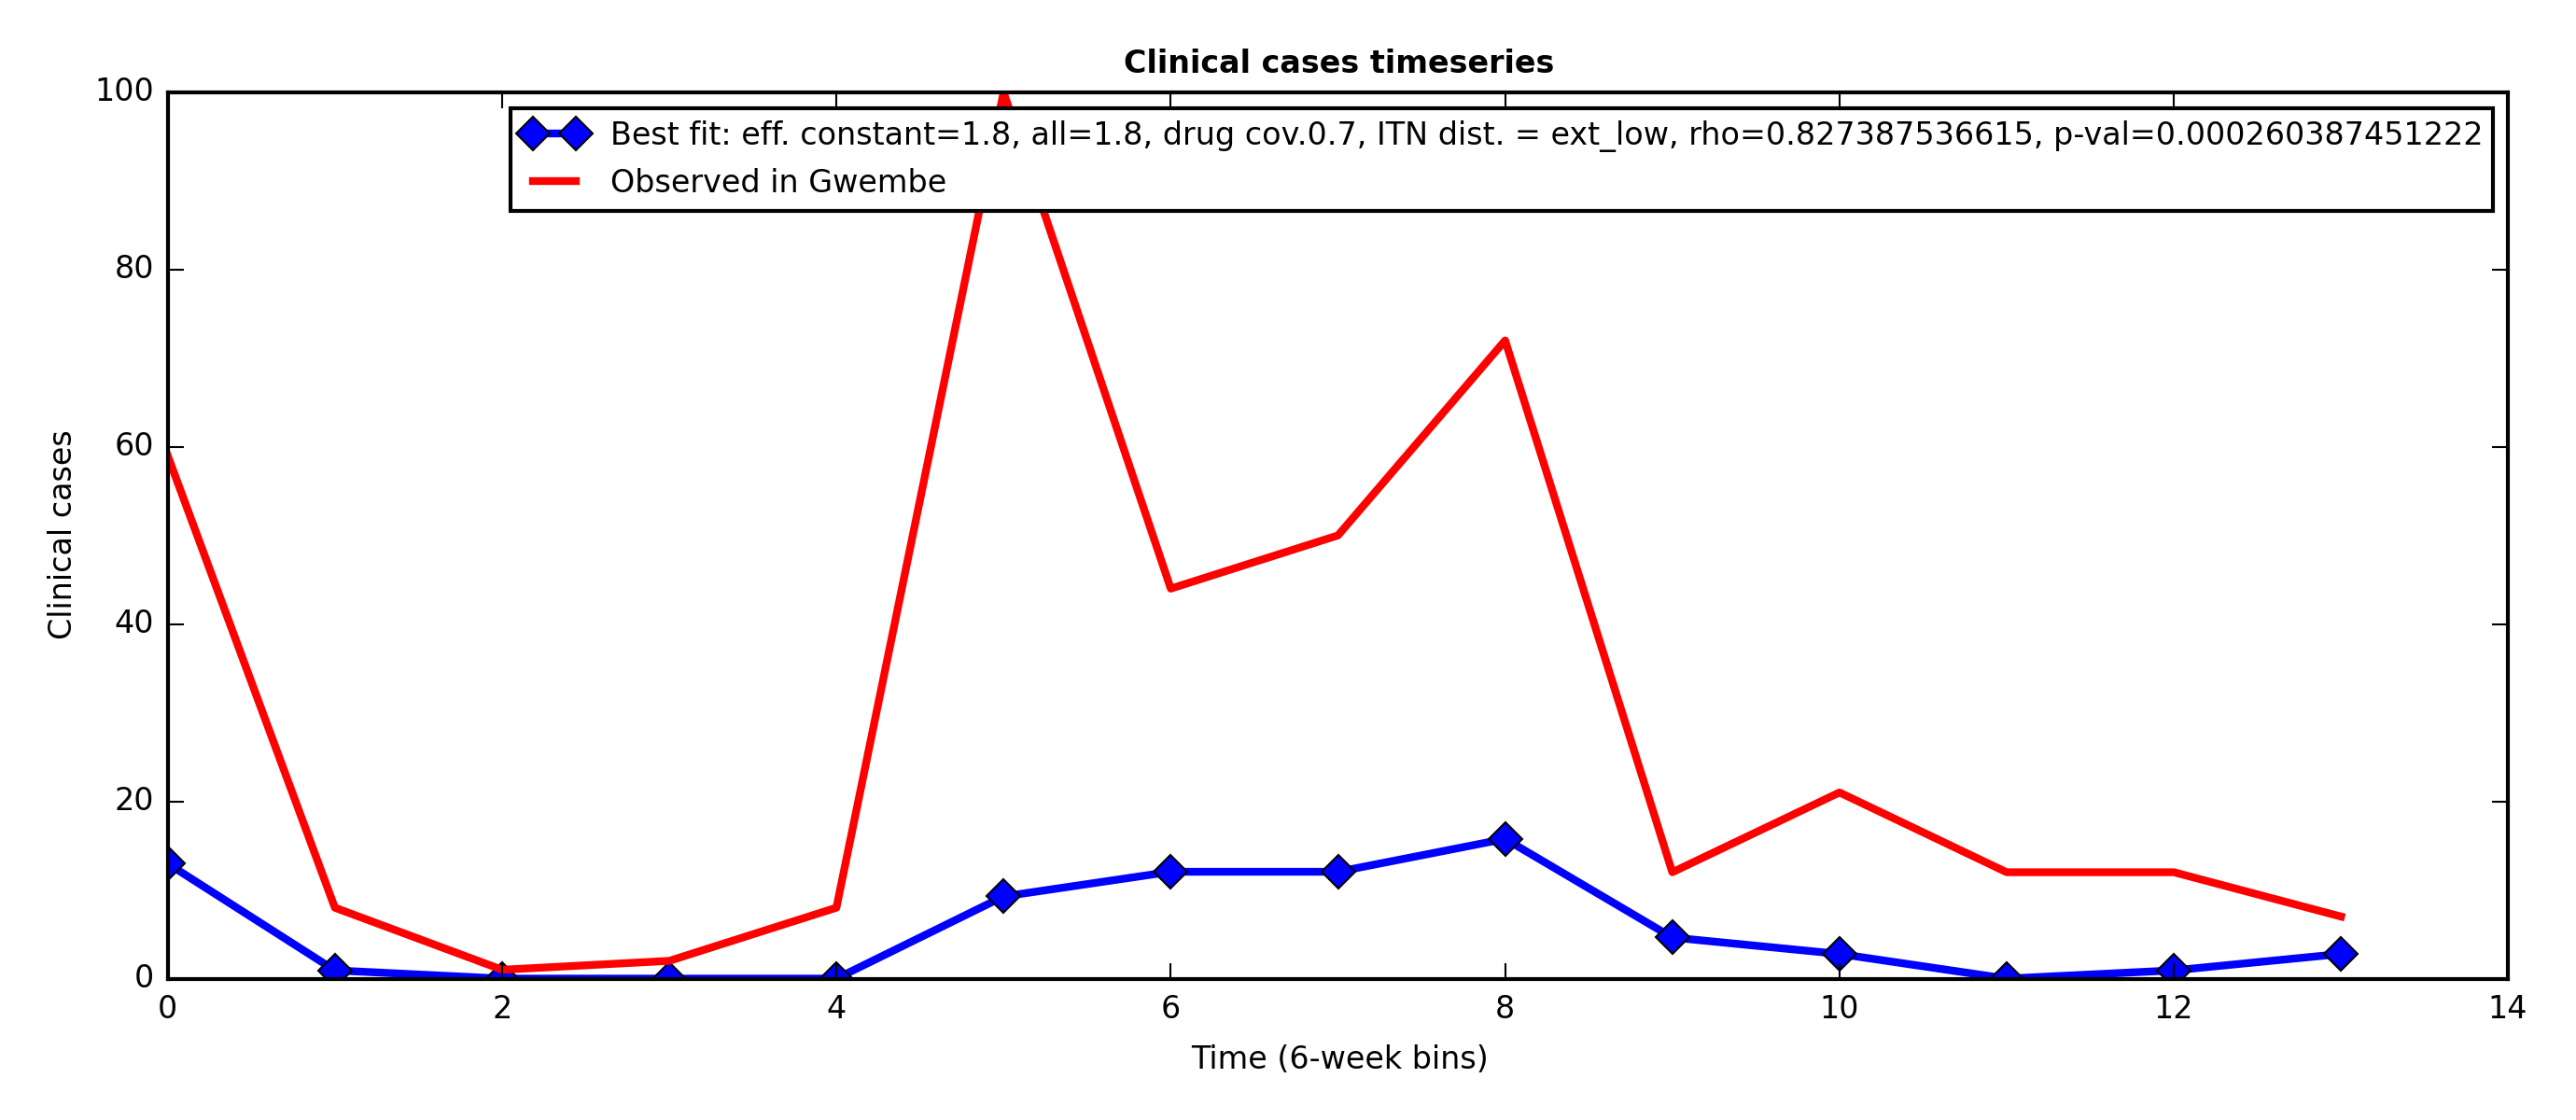 Clinical cases timeseries
100
80
60
40
20
0
Clinical cases
Best fit: eff. constant=1.8, all=1.8, drug cov.0.7, ITN dist. = ext_low, rho=0.827387536615, p-val=0.000260387451222
Observed in Gwembe
0 2 4 6 8 10 12 14
Time (6-week bins)